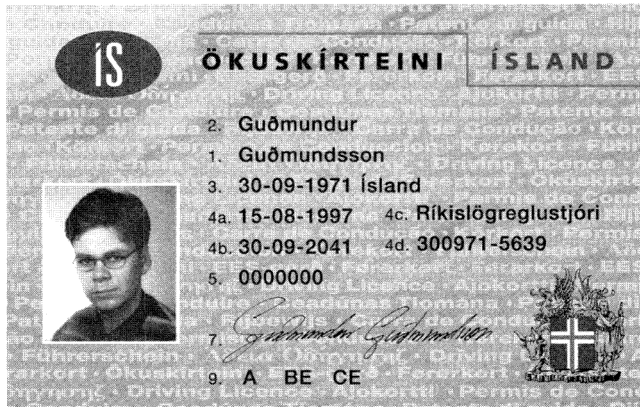 ÍS ÖKUSKÍRTEINI ÍSLAND
2. Guðmundur
1. Guðmundsson
3. 30-09-1971 Ísland
4a. 15-08-1997 4c. Ríkislögreglustjóri
4b. 30-09-2041 4d. 300971-5639
5. 0000000
7. Guðmundur Guðmundsson
9. A BE CE